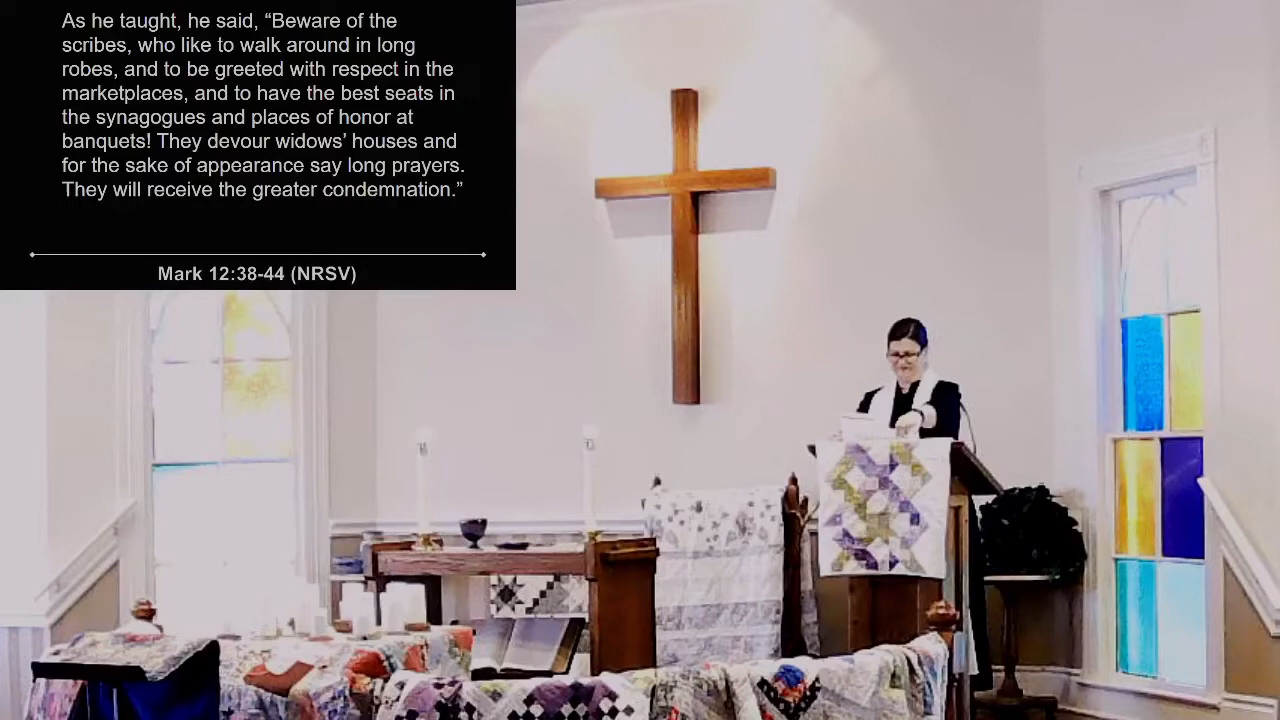 As he taught, he said, “Beware of the
scribes, who like to walk around in long
robes, and to be greeted with respect in the
marketplaces, and to have the best seats in
the synagogues and places of honor at
banquets! They devour widows’ houses and
for the sake of appearance say long prayers.
They will receive the greater condemnation.”
Mark 12:38-44 (NRSV)